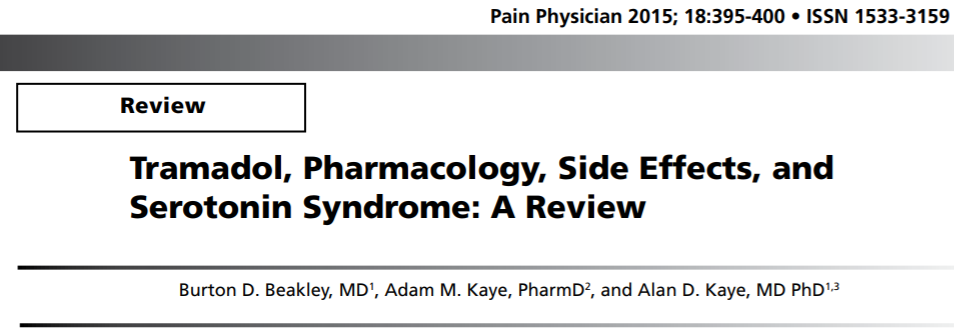 Pain Physician 2015; 18:395-400 • ISSN 1533-3159
Review
Tramadol, Pharmacology, Side Effects, and
Serotonin Syndrome: A Review
Burton D. Beakley, MD¹, Adam M. Kaye, PharmD², and Alan D. Kaye, MD PhD¹,³